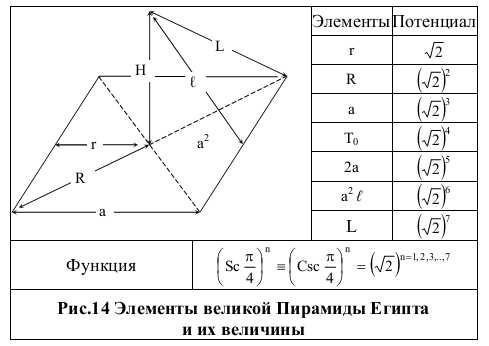 Элементы Потенциал
r √2
R (√2)²
a (√2)³
T₀ (√2)⁴
2a (√2)⁵
a² ℓ (√2)⁶
L (√2)⁷
L
H
ℓ
r
a²
R
a
Функция (Sc π/4)ⁿ ≡ (Csc π/4)ⁿ = (√2)ⁿ⁼¹,²,³,..,⁷
Рис.14 Элементы великой Пирамиды Египта
и их величины